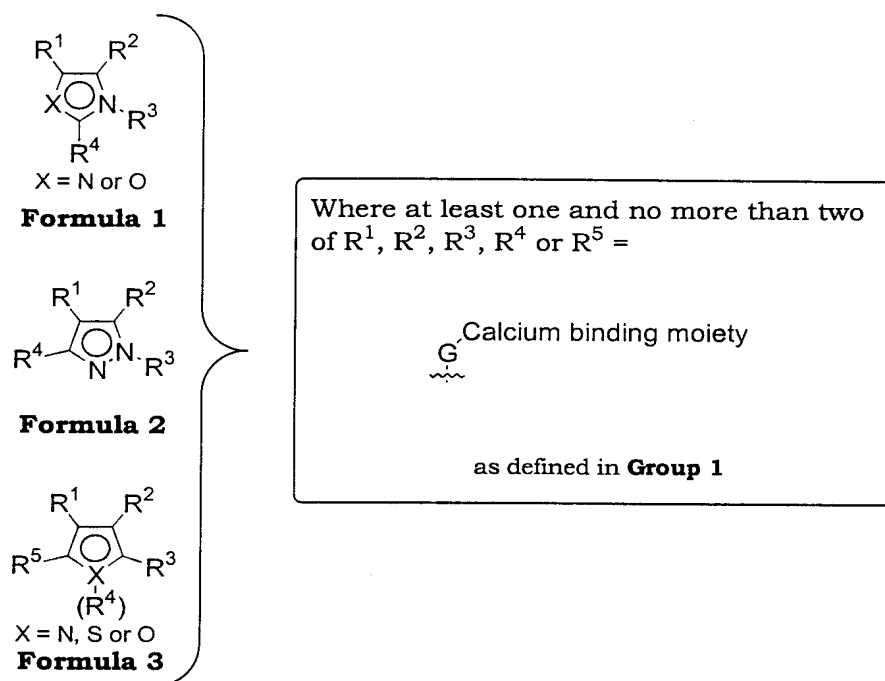 R¹ R²
X N
R³
R⁴
X = N or O
Formula 1
R¹ R²
R⁴ N
N R³
Formula 2
R¹ R²
R⁵ R³
X
(R⁴)
X = N, S or O
Formula 3
Where at least one and no more than two
of R¹, R², R³, R⁴ or R⁵ =
Calcium binding moiety
G
as defined in Group 1